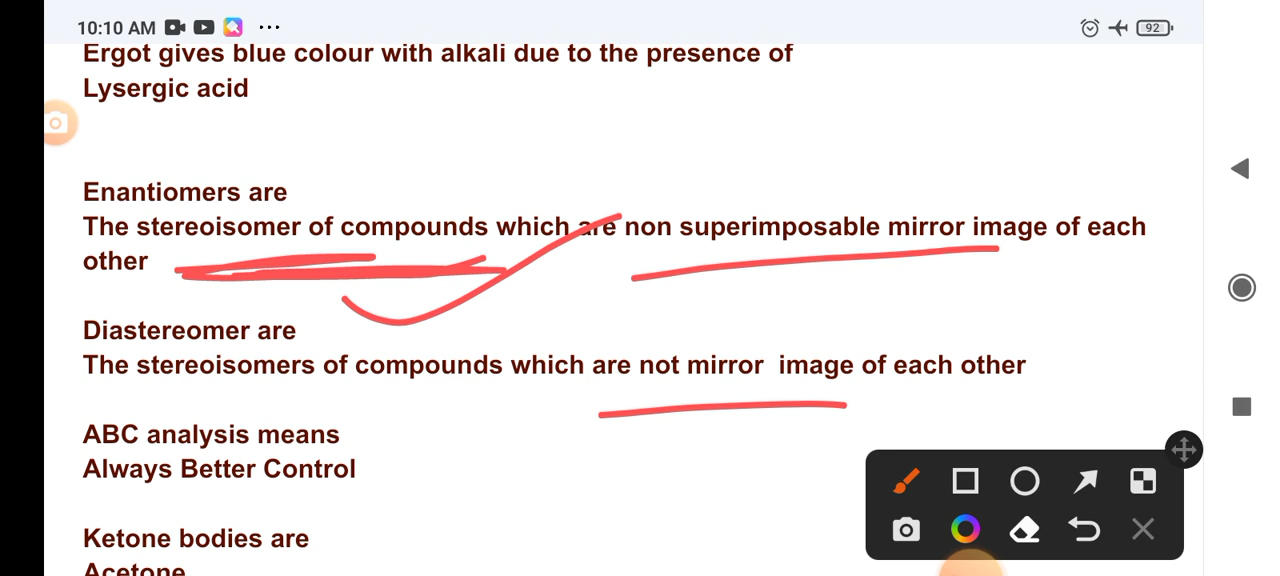 10:10 AM
92
Ergot gives blue colour with alkali due to the presence of
Lysergic acid
Enantiomers are
The stereoisomer of compounds which are non superimposable mirror image of each
other
Diastereomer are
The stereoisomers of compounds which are not mirror image of each other
ABC analysis means
Always Better Control
Ketone bodies are
Acetone